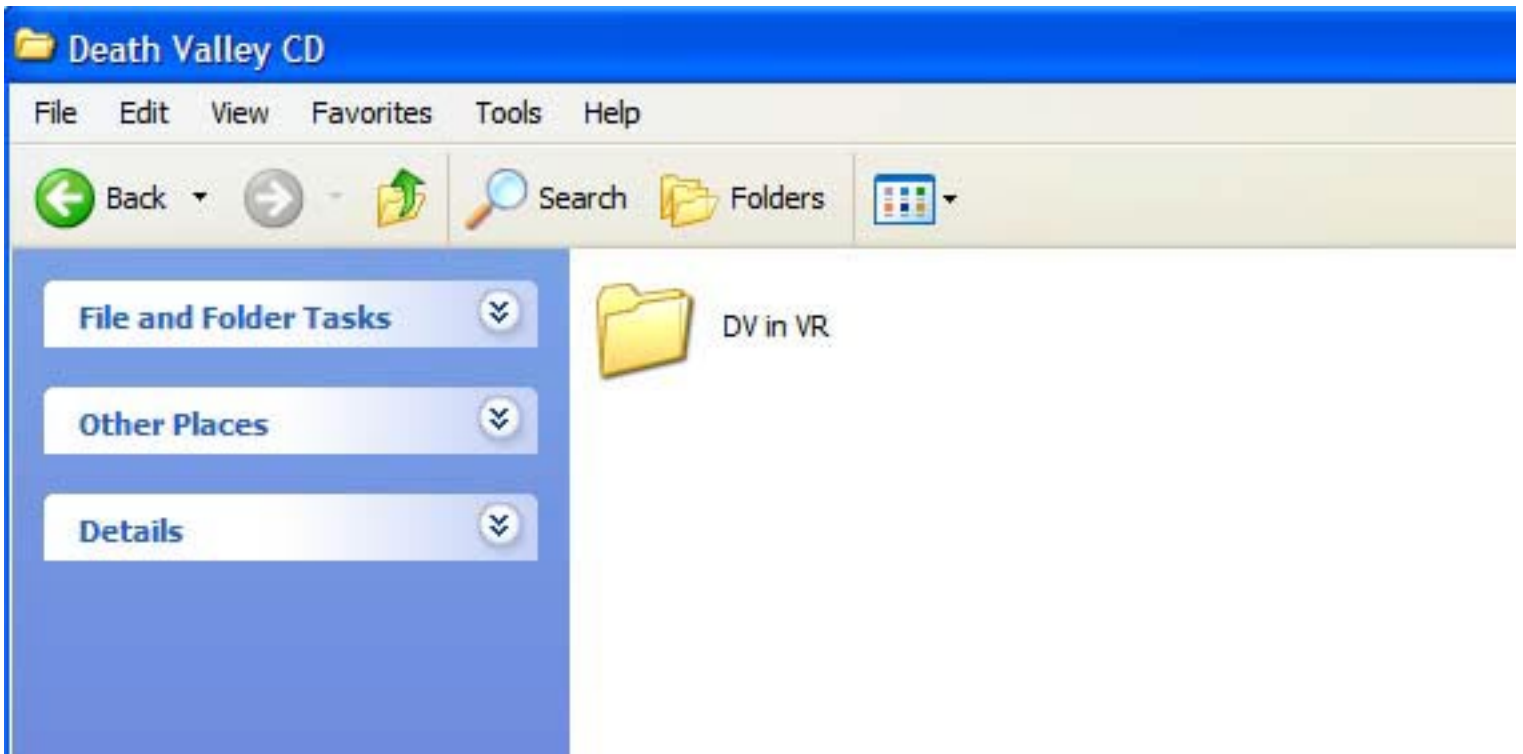 Death Valley CD
File Edit View Favorites Tools Help
Back Search Folders
File and Folder Tasks
DV in VR
Other Places
Details